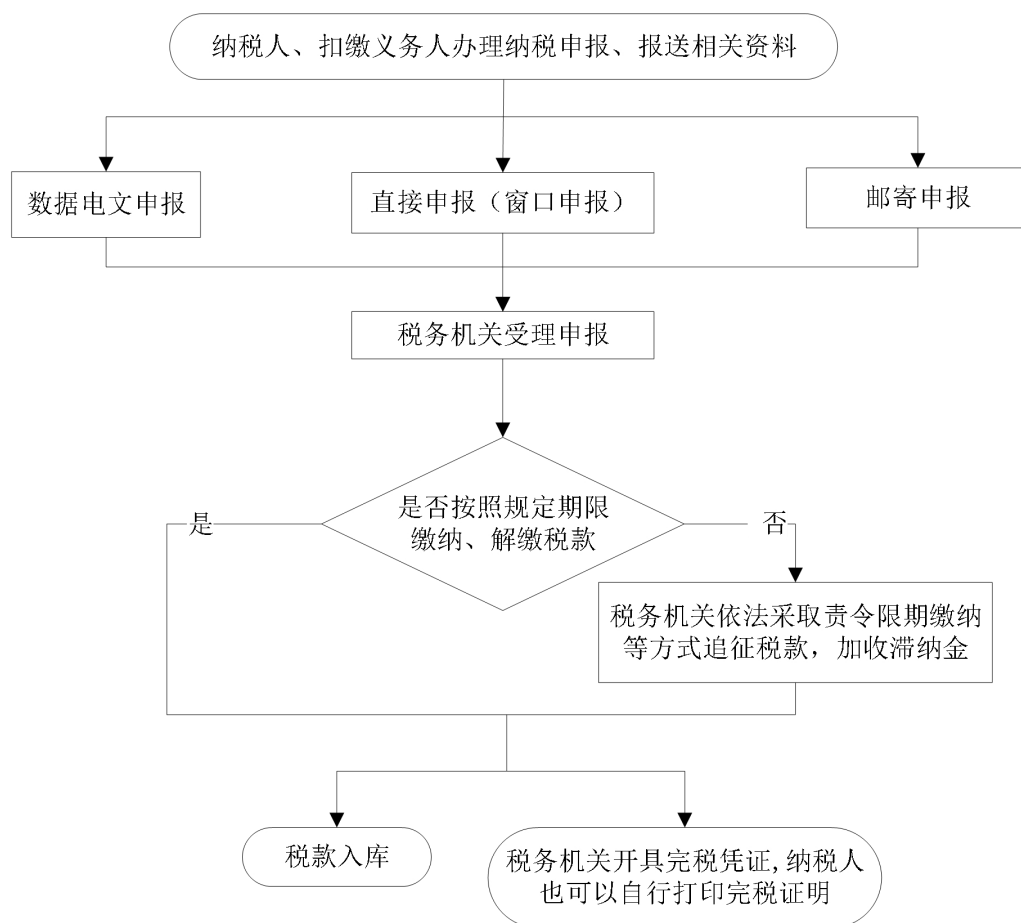 纳税人、扣缴义务人办理纳税申报、报送相关资料
数据电文申报
直接申报（窗口申报）
邮寄申报
税务机关受理申报
是否按照规定期限
缴纳、解缴税款
是
否
税务机关依法采取责令限期缴纳
等方式追征税款，加收滞纳金
税款入库
税务机关开具完税凭证,纳税人
也可以自行打印完税证明